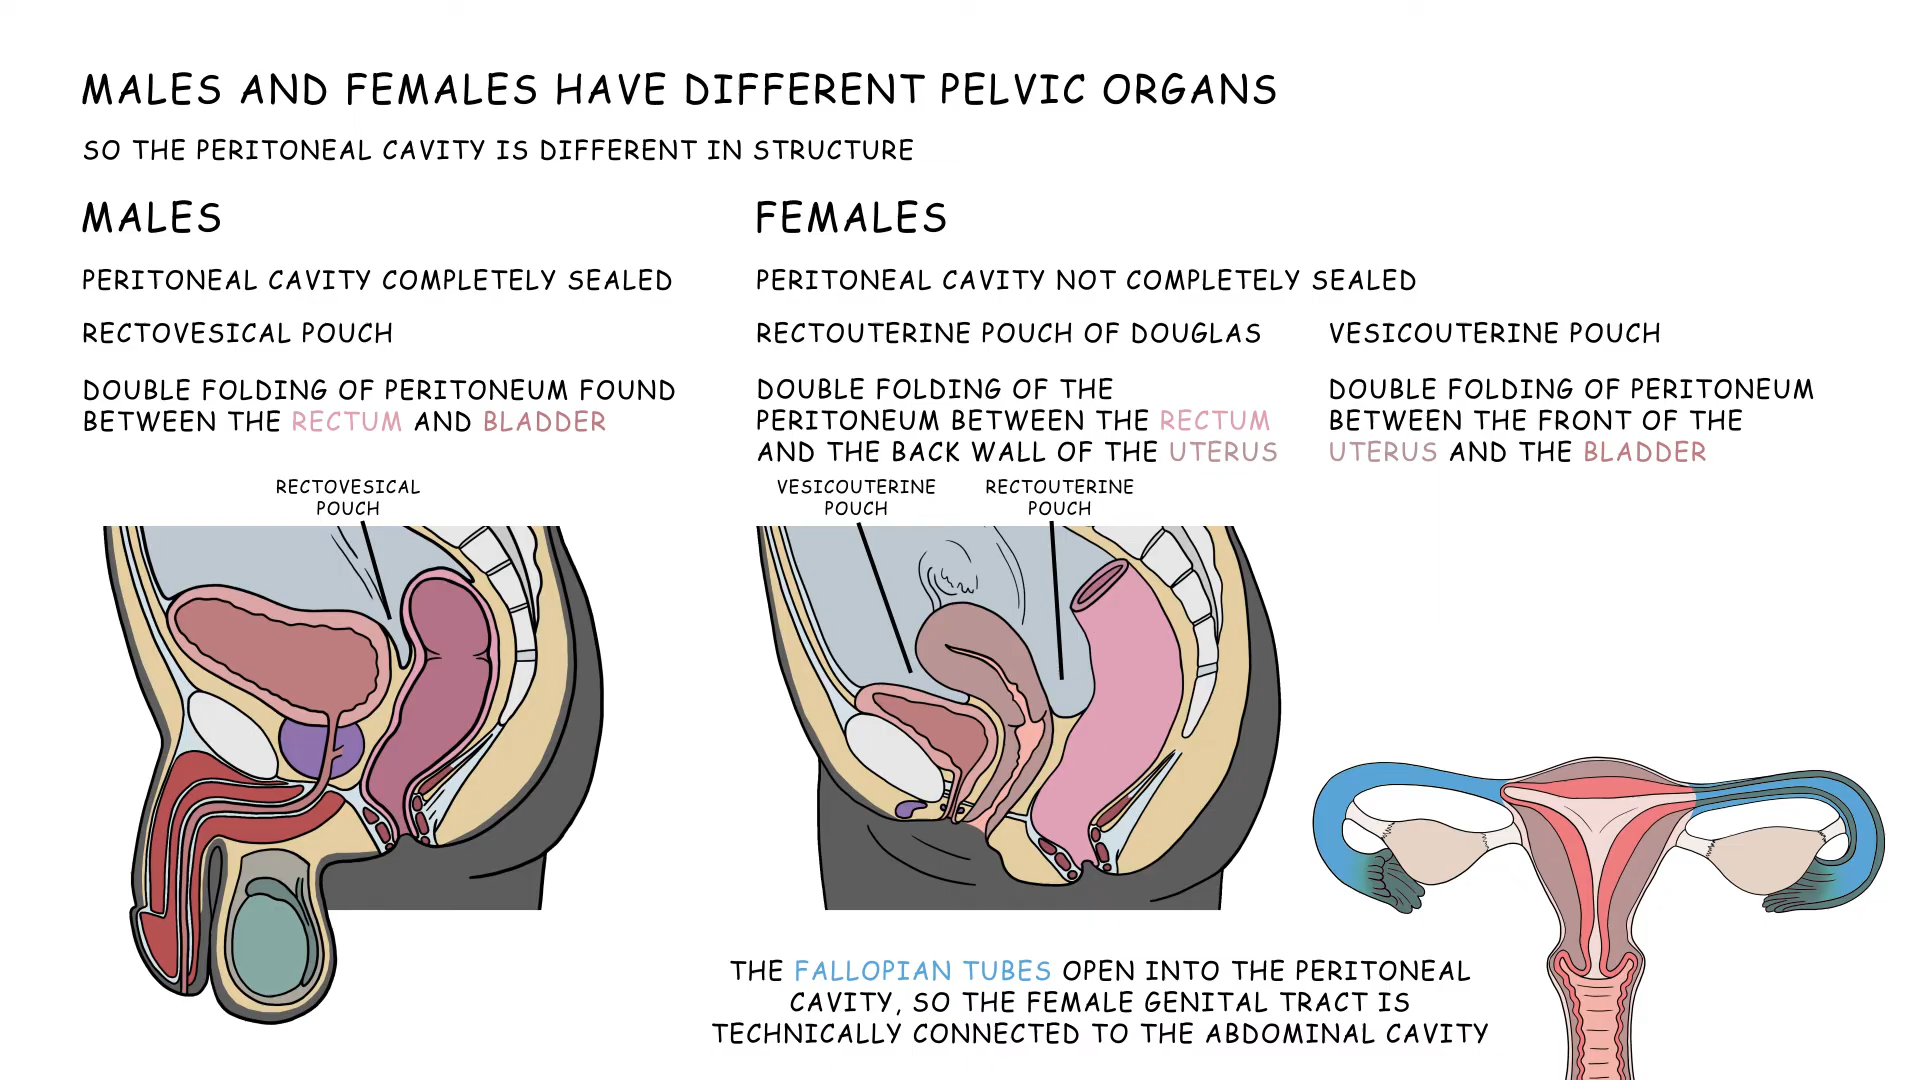 MALES AND FEMALES HAVE DIFFERENT PELVIC ORGANS
SO THE PERITONEAL CAVITY IS DIFFERENT IN STRUCTURE
MALES
PERITONEAL CAVITY COMPLETELY SEALED
RECTOVESICAL POUCH
DOUBLE FOLDING OF PERITONEUM FOUND
BETWEEN THE RECTUM AND BLADDER
RECTOVESICAL
POUCH
FEMALES
PERITONEAL CAVITY NOT COMPLETELY SEALED
RECTOUTERINE POUCH OF DOUGLAS
DOUBLE FOLDING OF THE
PERITONEUM BETWEEN THE RECTUM
AND THE BACK WALL OF THE UTERUS
VESICOUTERINE POUCH
DOUBLE FOLDING OF PERITONEUM
BETWEEN THE FRONT OF THE
UTERUS AND THE BLADDER
VESICOUTERINE
POUCH
RECTOUTERINE
POUCH
THE FALLOPIAN TUBES OPEN INTO THE PERITONEAL
CAVITY, SO THE FEMALE GENITAL TRACT IS
TECHNICALLY CONNECTED TO THE ABDOMINAL CAVITY